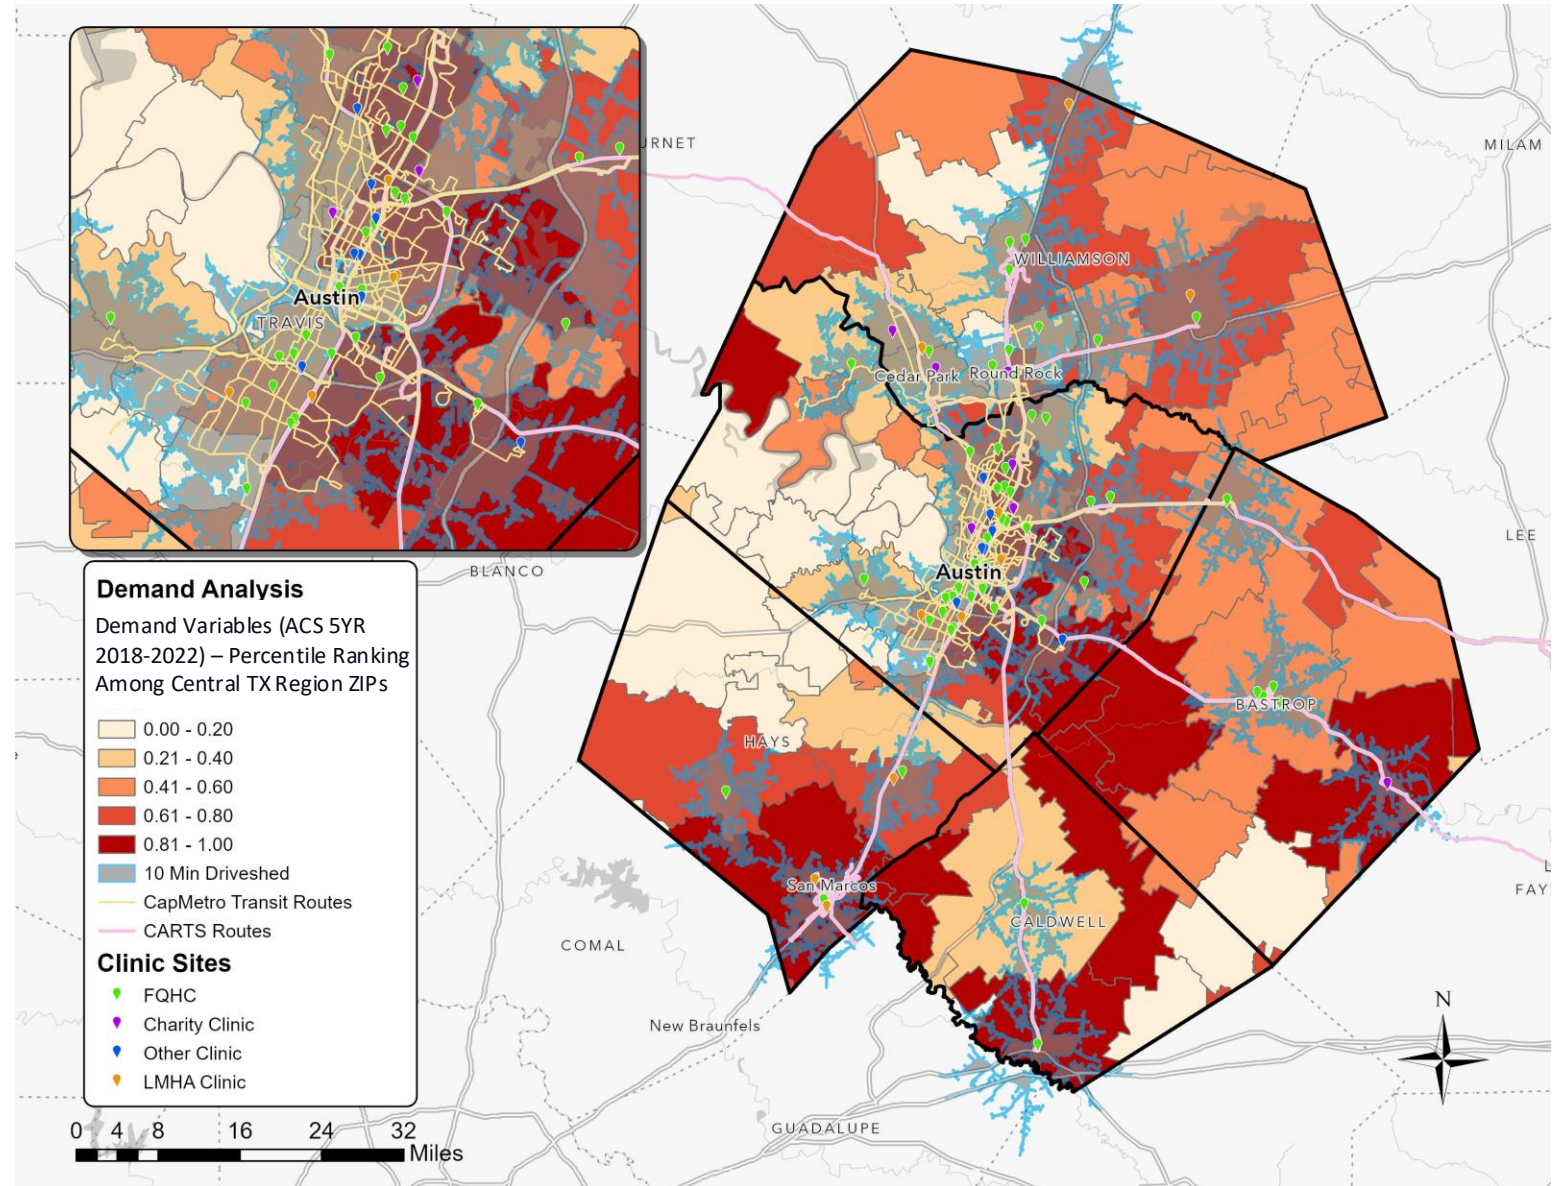 URNET
MILAM
Austin
TRAVIS
WILLIAMSON
Cedar Park
Round Rock
LEE
BLANCO
Austin
BASTROP
HAYS
San Marcos
CALDWELL
FAY
COMAL
New Braunfels
GUADALUPE
N
Demand Analysis
Demand Variables (ACS 5YR
2018-2022) – Percentile Ranking
Among Central TX Region ZIPs
0.00 - 0.20
0.21 - 0.40
0.41 - 0.60
0.61 - 0.80
0.81 - 1.00
10 Min Driveshed
CapMetro Transit Routes
CARTS Routes
Clinic Sites
FQHC
Charity Clinic
Other Clinic
LMHA Clinic
0 4 8 16 24 32
Miles